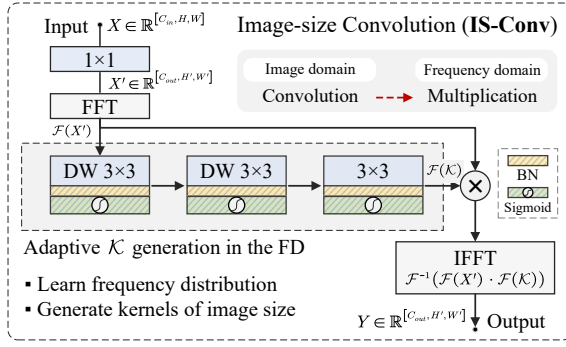 Image-size Convolution (IS-Conv)
Input
X ∈ ℝ^[C_in, H, W]
1×1
X′ ∈ ℝ^[C_out, H′, W′]
FFT
ℱ(X′)
Image domain
Frequency domain
Convolution
Multiplication
DW 3×3
DW 3×3
3×3
ℱ(𝒦)
×
BN
Sigmoid
Adaptive 𝒦 generation in the FD
▪ Learn frequency distribution
▪ Generate kernels of image size
IFFT
ℱ⁻¹(ℱ(X′) · ℱ(𝒦))
Y ∈ ℝ^[C_out, H′, W′]
Output